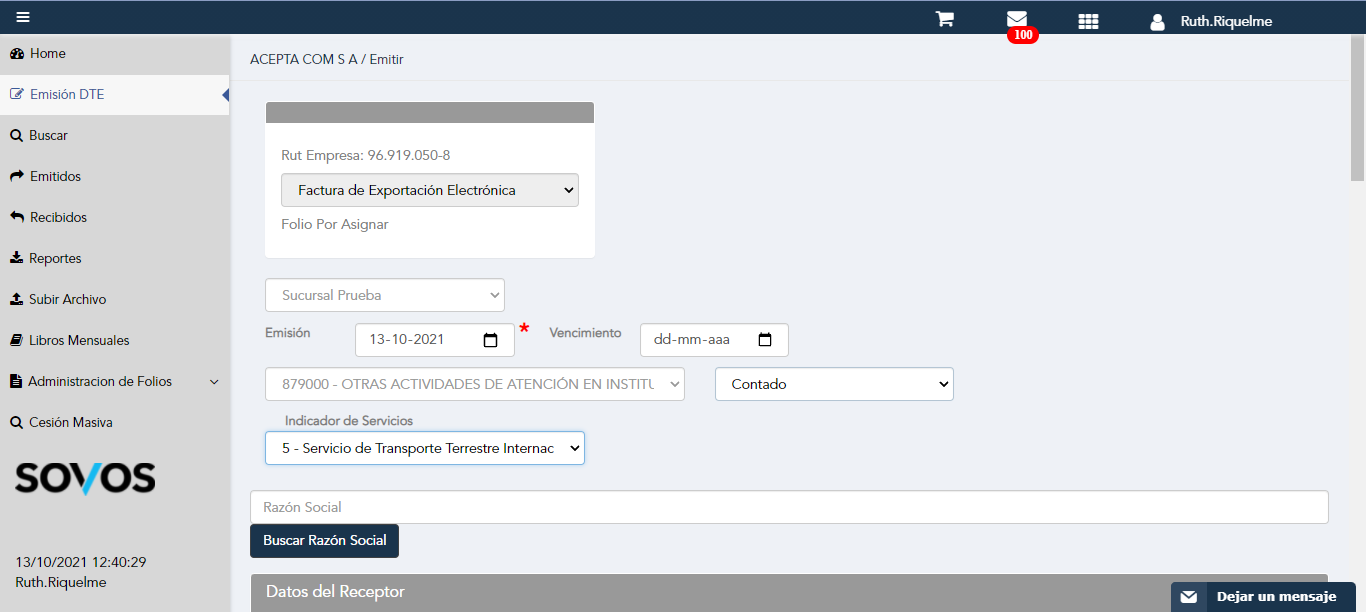 Ruth.Riquelme
100
Home
Emisión DTE
Buscar
Emitidos
Recibidos
Reportes
Subir Archivo
Libros Mensuales
Administracion de Folios
Cesión Masiva
SOVOS
13/10/2021 12:40:29
Ruth.Riquelme
ACEPTA COM S A / Emitir
Rut Empresa: 96.919.050-8
Factura de Exportación Electrónica
Folio Por Asignar
Sucursal Prueba
Emisión 13-10-2021 * Vencimiento dd-mm-aaa
879000 - OTRAS ACTIVIDADES DE ATENCIÓN EN INSTITU Contado
Indicador de Servicios
5 - Servicio de Transporte Terrestre Internac
Razón Social
Buscar Razón Social
Datos del Receptor
Dejar un mensaje